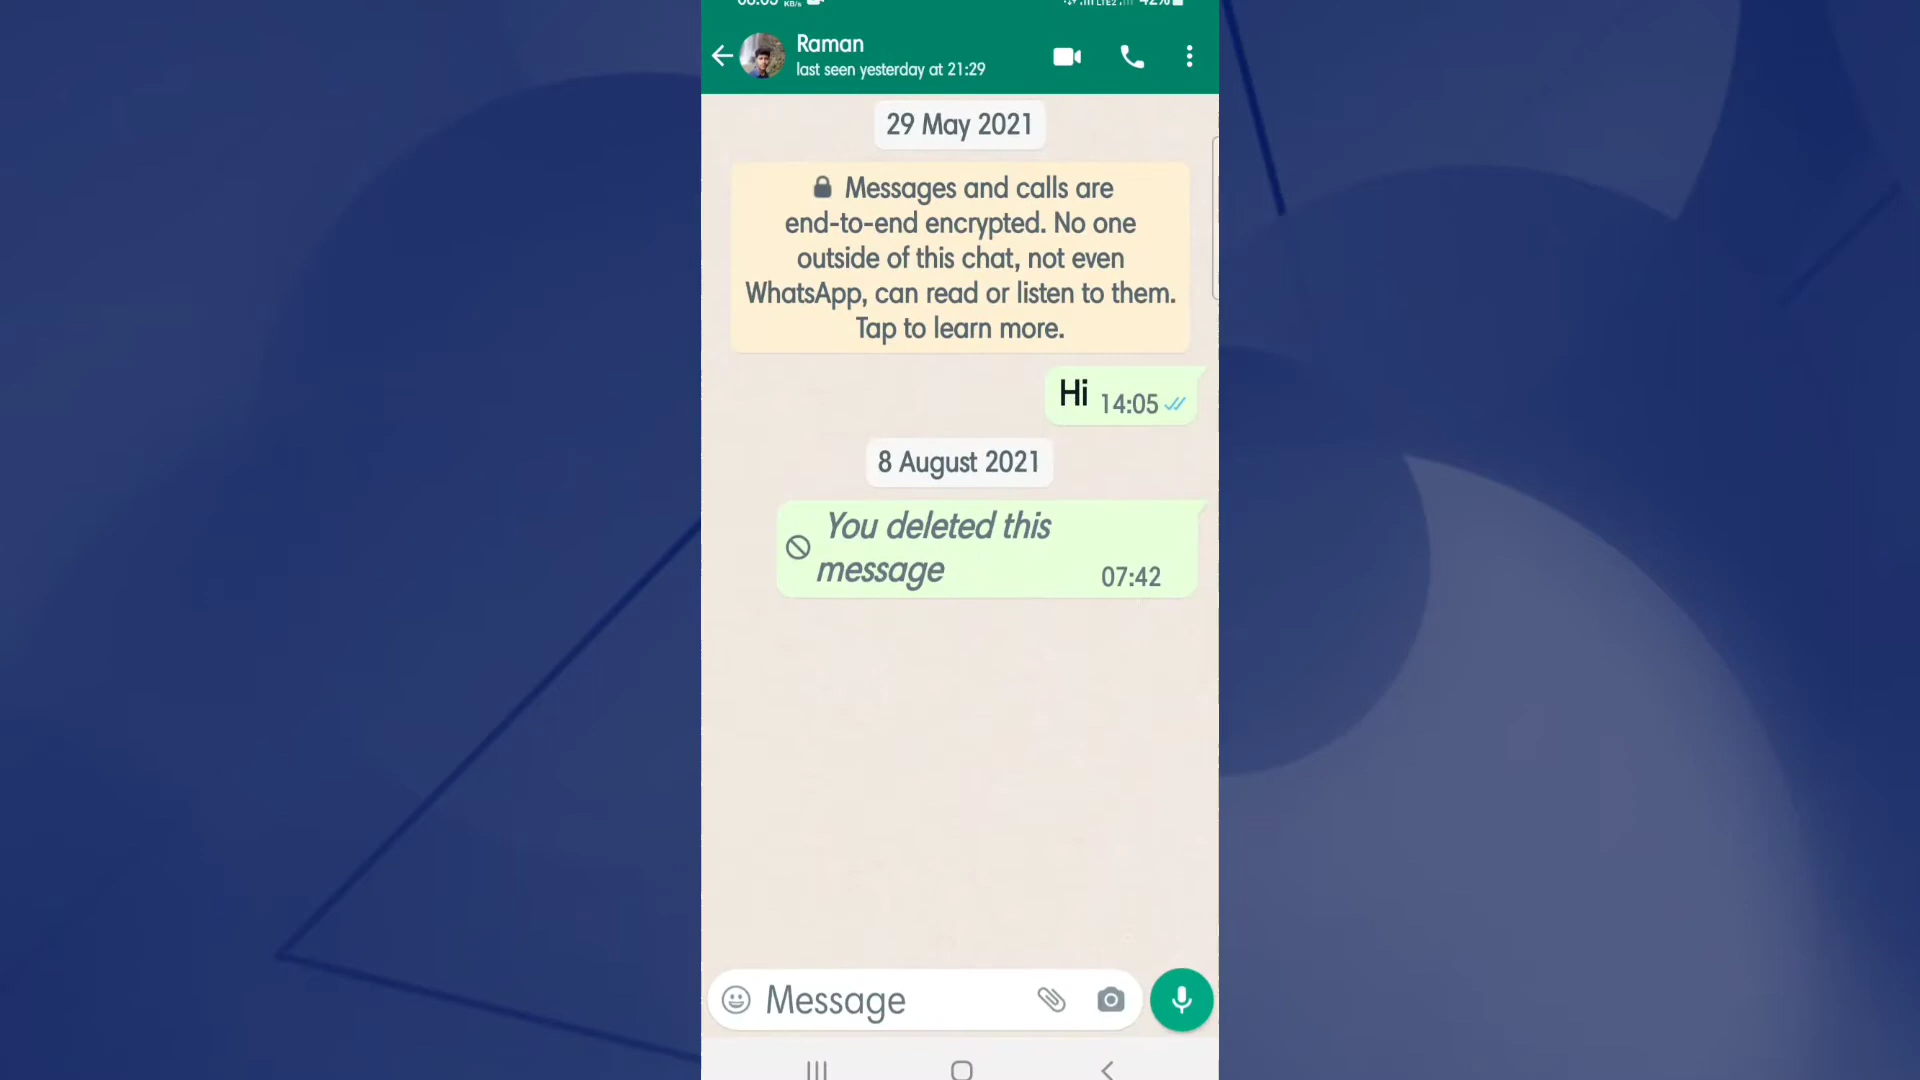 Raman
last seen yesterday at 21:29
29 May 2021
Messages and calls are
end-to-end encrypted. No one
outside of this chat, not even
WhatsApp, can read or listen to them.
Tap to learn more.
Hi 14:05
8 August 2021
You deleted this
message 07:42
Message